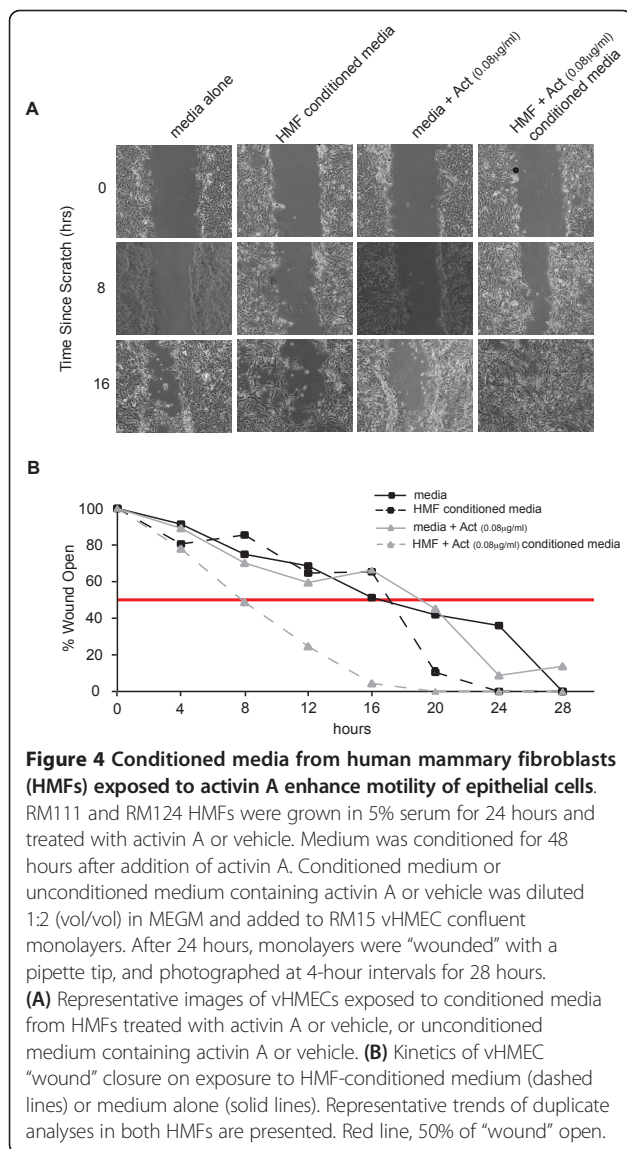 media alone
HMF conditioned media
media + Act (0.08µg/ml)
HMF + Act (0.08µg/ml)
conditioned media
A
Time Since Scratch (hrs)
0
8
16
B
media
HMF conditioned media
media + Act (0.08µg/ml)
HMF + Act (0.08µg/ml) conditioned media
% Wound Open
100
80
60
40
20
0
0 4 8 12 16 20 24 28
hours
Figure 4 Conditioned media from human mammary fibroblasts
(HMFs) exposed to activin A enhance motility of epithelial cells.
RM111 and RM124 HMFs were grown in 5% serum for 24 hours and
treated with activin A or vehicle. Medium was conditioned for 48
hours after addition of activin A. Conditioned medium or
unconditioned medium containing activin A or vehicle was diluted
1:2 (vol/vol) in MEGM and added to RM15 vHMEC confluent
monolayers. After 24 hours, monolayers were “wounded” with a
pipette tip, and photographed at 4-hour intervals for 28 hours.
(A) Representative images of vHMECs exposed to conditioned media
from HMFs treated with activin A or vehicle, or unconditioned
medium containing activin A or vehicle. (B) Kinetics of vHMEC
“wound” closure on exposure to HMF-conditioned medium (dashed
lines) or medium alone (solid lines). Representative trends of duplicate
analyses in both HMFs are presented. Red line, 50% of “wound” open.